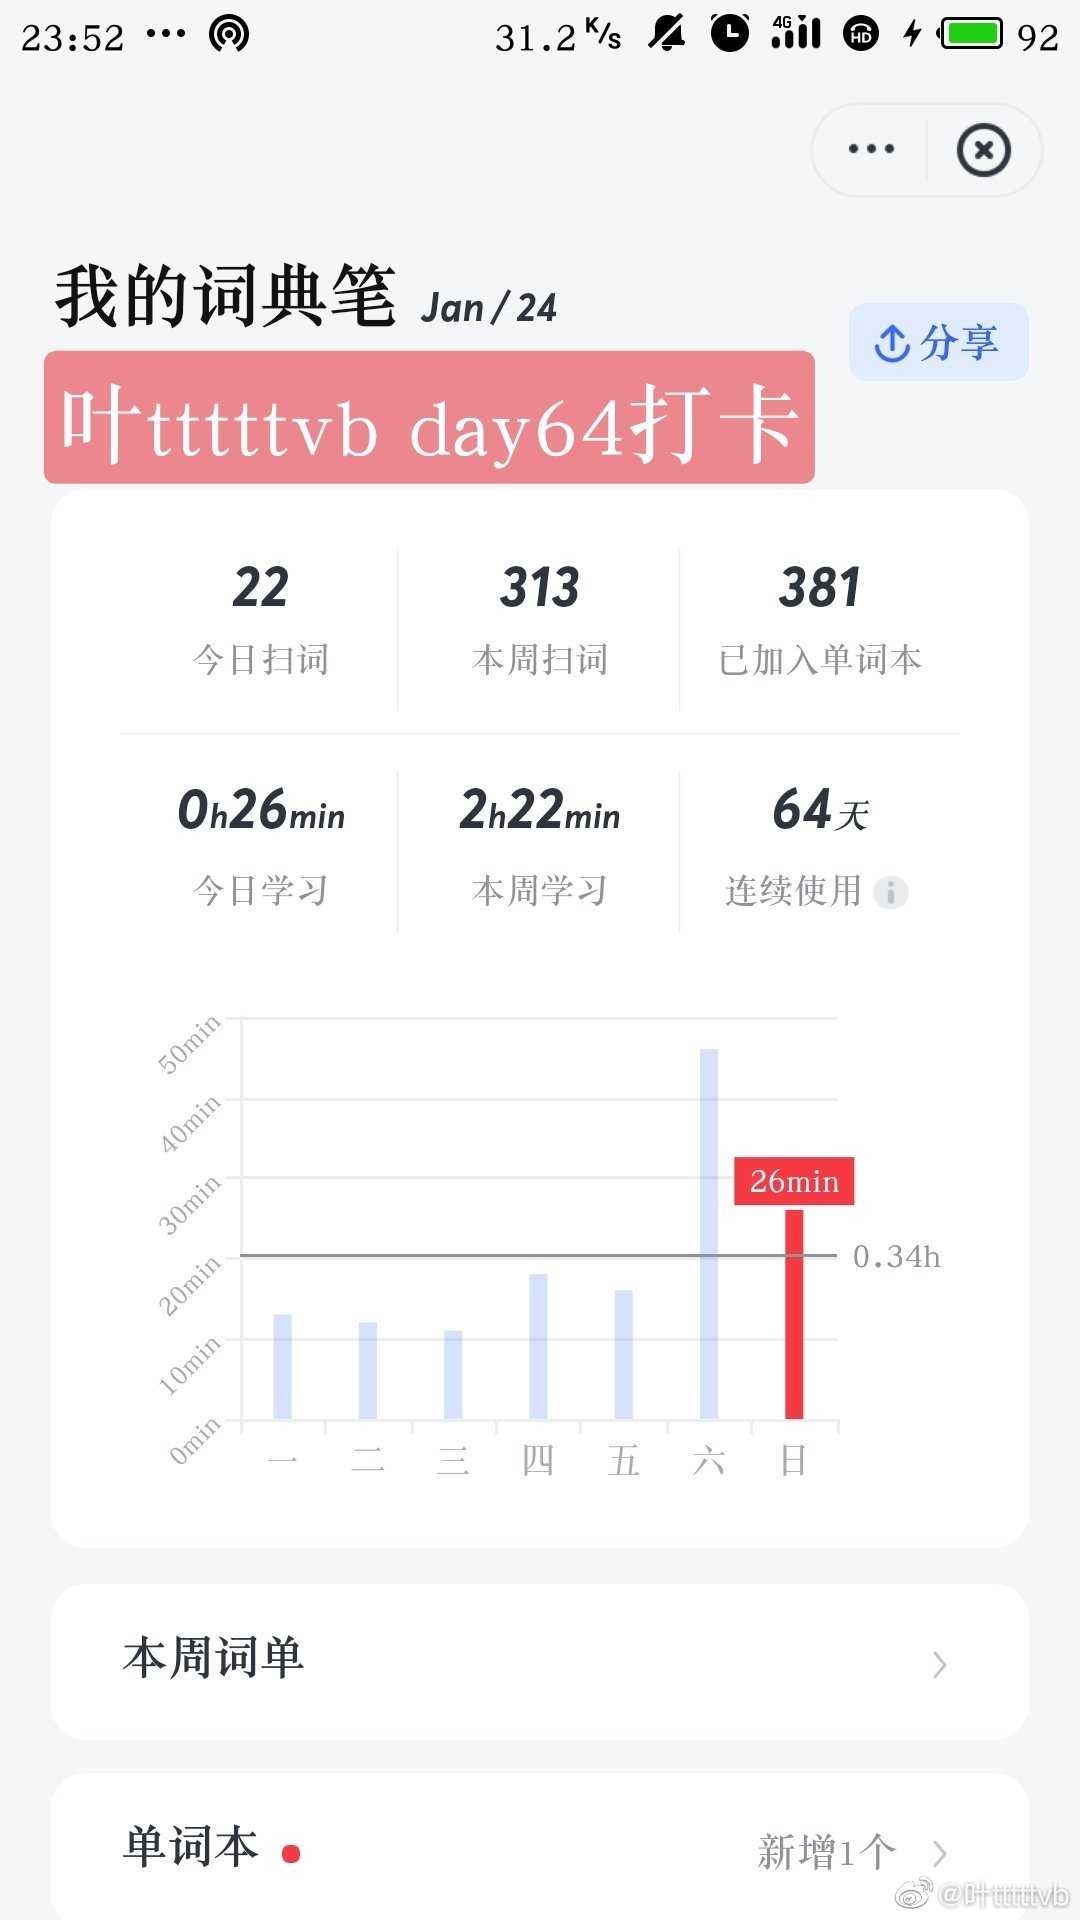 23:52 ... 31.2 K/s 4G HD 92
我的词典笔 Jan / 24
分享
叶tttttvb day64打卡
22 313 381
今日扫词 本周扫词 已加入单词本
0h26min 2h22min 64天
今日学习 本周学习 连续使用
50min
40min
30min
26min
20min
0.34h
10min
0min
一 二 三 四 五 六 日
本周词单
单词本 新增1个
@叶tttttvb